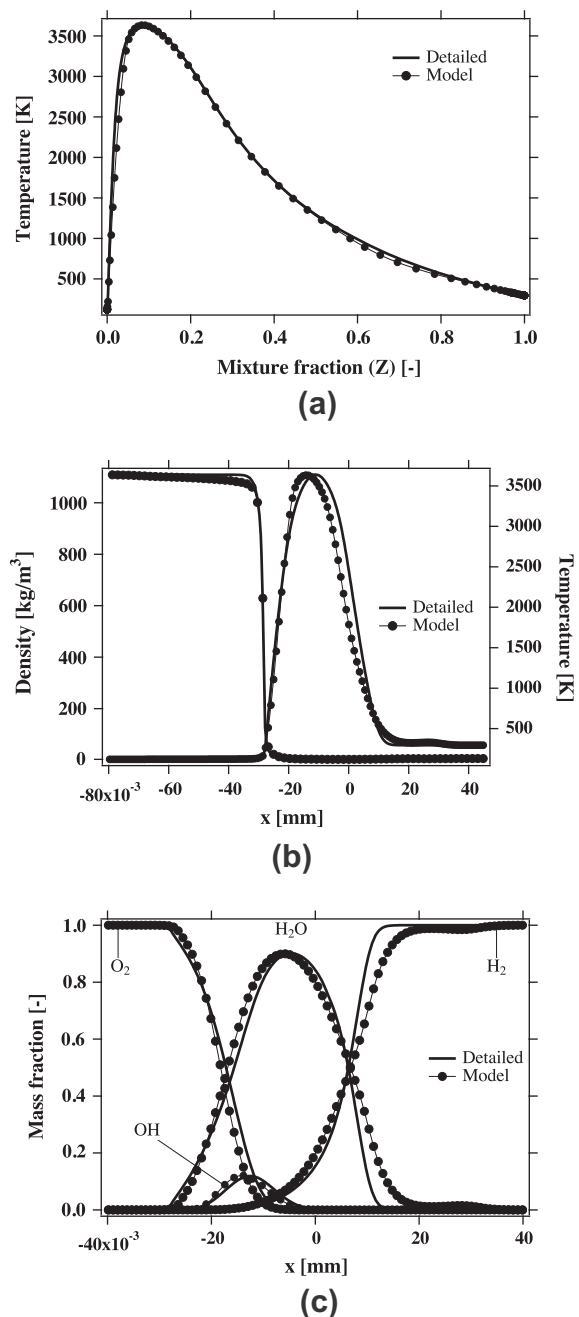 3500
3000
2500
2000
1500
1000
500
Temperature [K]
Detailed
Model
0.0 0.2 0.4 0.6 0.8 1.0
Mixture fraction (Z) [-]
(a)
1000
800
600
400
200
0
Density [kg/m³]
3500
3000
2500
2000
1500
1000
500
Temperature [K]
Detailed
Model
-80x10⁻³ -60 -40 -20 0 20 40
x [mm]
(b)
1.0
0.8
0.6
0.4
0.2
0.0
Mass fraction [-]
H₂O
O₂
H₂
OH
Detailed
Model
-40x10⁻³ -20 0 20 40
x [mm]
(c)